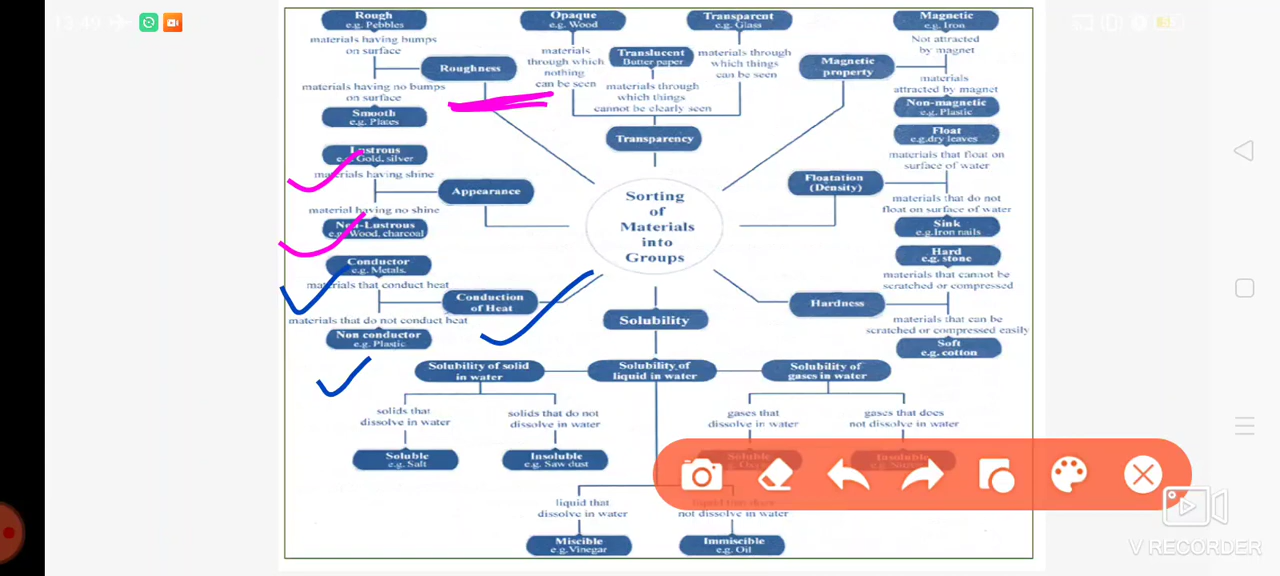 12:49
Rough
e.g. Pebbles
materials having bumps
on surface
Roughness
materials having no bumps
on surface
Smooth
e.g. Plates
Opaque
e.g. Wood
materials
through which
nothing
can be seen
Translucent
Butter paper
materials through
which things
cannot be clearly seen
Transparent
e.g. Glass
materials through
which things
can be seen
Transparency
Magnetic
e.g. Iron
Not attracted
by magnet
Magnetic
property
materials
attracted by magnet
Non-magnetic
e.g. Plastic
Lustrous
e.g. Gold, silver
materials having shine
Appearance
material having no shine
Non-Lustrous
e.g. Wood, charcoal
Sorting
of
Materials
into
Groups
Float
e.g.dry leaves
materials that float on
surface of water
Floatation
(Density)
materials that do not
float on surface of water
Sink
e.g.Iron nails
Conductor
e.g. Metals.
materials that conduct heat
Conduction
of Heat
materials that do not conduct heat
Non conductor
e.g. Plastic
Hard
e.g. stone
materials that cannot be
scratched or compressed
Hardness
materials that can be
scratched or compressed easily
Soft
e.g. cotton
Solubility
Solubility of solid
in water
Solubility of
liquid in water
Solubility of
gases in water
solids that
dissolve in water
solids that do not
dissolve in water
gases that
dissolve in water
gases that does
not dissolve in water
Soluble
e.g. Salt
Insoluble
e.g. Saw dust
Soluble
Insoluble
liquid that
dissolve in water
liquid that does
not dissolve in water
Miscible
e.g.Vinegar
Immiscible
e.g. Oil
V RECORDER